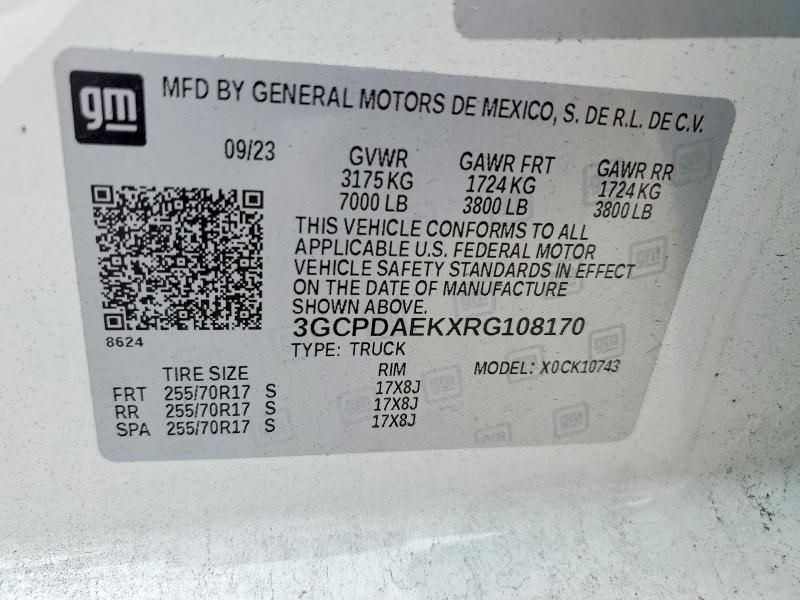 gm
MFD BY GENERAL MOTORS DE MEXICO, S. DE R.L. DE C.V.
09/23 GVWR GAWR FRT GAWR RR
3175 KG 1724 KG 1724 KG
7000 LB 3800 LB 3800 LB
THIS VEHICLE CONFORMS TO ALL
APPLICABLE U.S. FEDERAL MOTOR
VEHICLE SAFETY STANDARDS IN EFFECT
ON THE DATE OF MANUFACTURE
SHOWN ABOVE.
3GCPDAEKXRG108170
8624
TYPE: TRUCK MODEL: X0CK10743
TIRE SIZE RIM
FRT 255/70R17 S 17X8J
RR 255/70R17 S 17X8J
SPA 255/70R17 S 17X8J